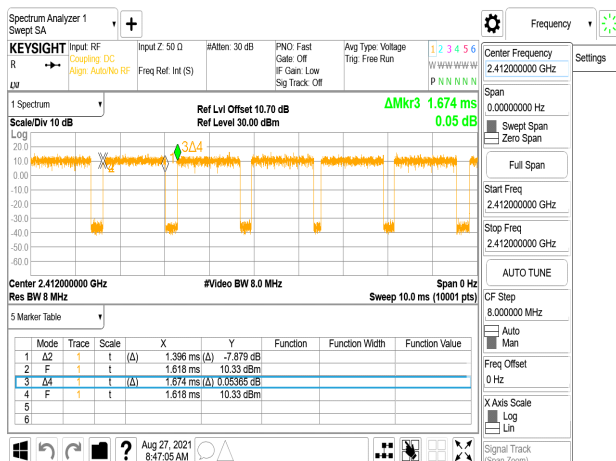 Spectrum Analyzer 1
Swept SA
Frequency
KEYSIGHT
R
Input: RF
Coupling: DC
Align: Auto/No RF
Input Z: 50 Ω
Freq Ref: Int (S)
#Atten: 30 dB
PNO: Fast
Gate: Off
IF Gain: Low
Sig Track: Off
Avg Type: Voltage
Trig: Free Run
1 2 3 4 5 6
W W W W W W
P N N N N N
1 Spectrum
Scale/Div 10 dB
Ref Lvl Offset 10.70 dB
Ref Level 30.00 dBm
ΔMkr3 1.674 ms
0.05 dB
Log
20.0
10.0
0.00
-10.0
-20.0
-30.0
-40.0
-50.0
-60.0
3Δ4
Center 2.412000000 GHz
#Video BW 8.0 MHz
Span 0 Hz
Res BW 8 MHz
Sweep 10.0 ms (10001 pts)
5 Marker Table
Mode Trace Scale X Y Function Function Width Function Value
1 Δ2 1 t (Δ) 1.396 ms (Δ) -7.879 dB
2 F 1 t 1.618 ms 10.33 dBm
3 Δ4 1 t (Δ) 1.674 ms (Δ) 0.05365 dB
4 F 1 t 1.618 ms 10.33 dBm
5
6
?
Aug 27, 2021
8:47:05 AM
Center Frequency
2.412000000 GHz
Settings
Span
0.00000000 Hz
Swept Span
Zero Span
Full Span
Start Freq
2.412000000 GHz
Stop Freq
2.412000000 GHz
AUTO TUNE
CF Step
8.000000 MHz
Auto
Man
Freq Offset
0 Hz
X Axis Scale
Log
Lin
Signal Track
(Span Zoom)